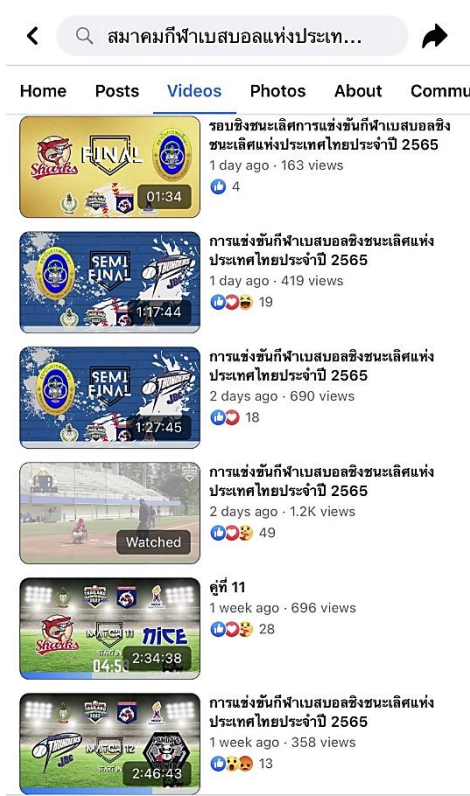 สมาคมกีฬาเบสบอลแห่งประเท...
Home Posts Videos Photos About Commu
รอบชิงชนะเลิศการแข่งขันกีฬาเบสบอลชิง
ชนะเลิศแห่งประเทศไทยประจำปี 2565
1 day ago · 163 views
4
Sharks
FINAL
01:34
การแข่งขันกีฬาเบสบอลชิงชนะเลิศแห่ง
ประเทศไทยประจำปี 2565
1 day ago · 419 views
19
SEMI
FINAL
THUNDERS
JBC
1:17:44
การแข่งขันกีฬาเบสบอลชิงชนะเลิศแห่ง
ประเทศไทยประจำปี 2565
2 days ago · 690 views
18
SEMI
FINAL
THUNDERS
JBC
1:27:45
การแข่งขันกีฬาเบสบอลชิงชนะเลิศแห่ง
ประเทศไทยประจำปี 2565
2 days ago · 1.2K views
49
Watched
คู่ที่ 11
1 week ago · 696 views
28
Sharks
MATCH 11
NICE
START IN
2:34:38
การแข่งขันกีฬาเบสบอลชิงชนะเลิศแห่ง
ประเทศไทยประจำปี 2565
1 week ago · 358 views
13
THUNDERS
JBC
MATCH 12
2:46:43